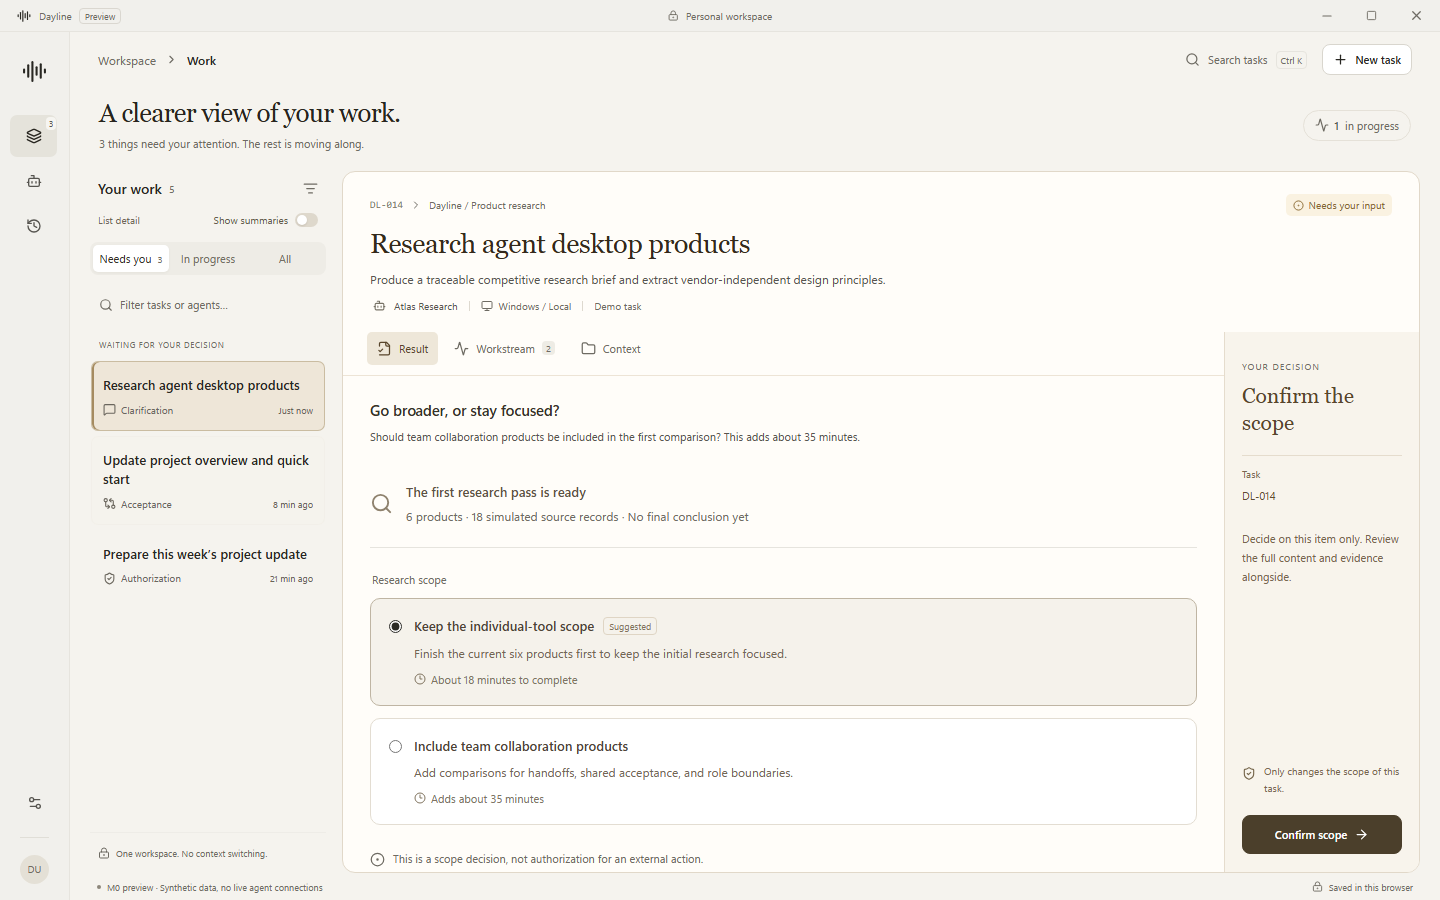 Dayline Preview
Personal workspace
Workspace Work
Search tasks Ctrl K
New task
3
A clearer view of your work.
3 things need your attention. The rest is moving along.
1 in progress
Your work 5
List detail Show summaries
Needs you 3 In progress All
Filter tasks or agents...
WAITING FOR YOUR DECISION
Research agent desktop products
Clarification Just now
Update project overview and quick
start
Acceptance 8 min ago
Prepare this week's project update
Authorization 21 min ago
One workspace. No context switching.
DU
DL-014 Dayline / Product research
Needs your input
Research agent desktop products
Produce a traceable competitive research brief and extract vendor-independent design principles.
Atlas Research Windows / Local Demo task
Result Workstream 2 Context
Go broader, or stay focused?
Should team collaboration products be included in the first comparison? This adds about 35 minutes.
The first research pass is ready
6 products · 18 simulated source records · No final conclusion yet
Research scope
Keep the individual-tool scope Suggested
Finish the current six products first to keep the initial research focused.
About 18 minutes to complete
Include team collaboration products
Add comparisons for handoffs, shared acceptance, and role boundaries.
Adds about 35 minutes
This is a scope decision, not authorization for an external action.
YOUR DECISION
Confirm the
scope
Task
DL-014
Decide on this item only. Review
the full content and evidence
alongside.
Only changes the scope of this
task.
Confirm scope
M0 preview · Synthetic data, no live agent connections
Saved in this browser